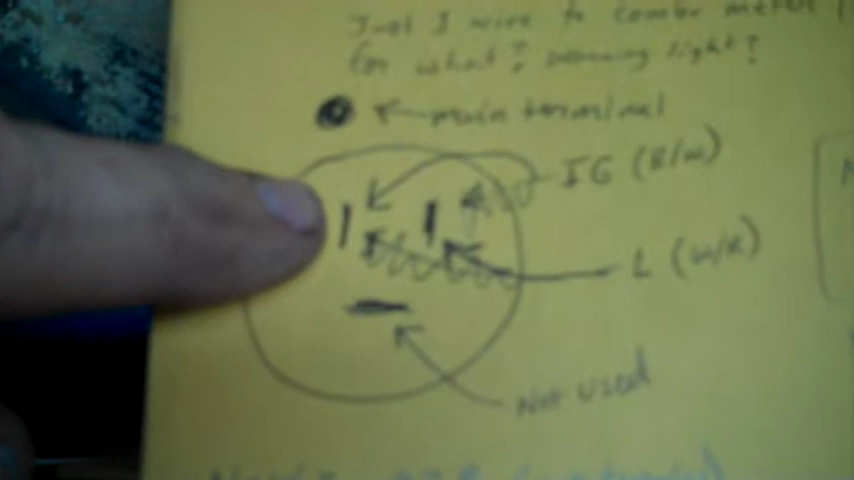 Just 1 wire to combo meter
for what? warning light?
main terminal
IG (B/W)
L (W/R)
Not used